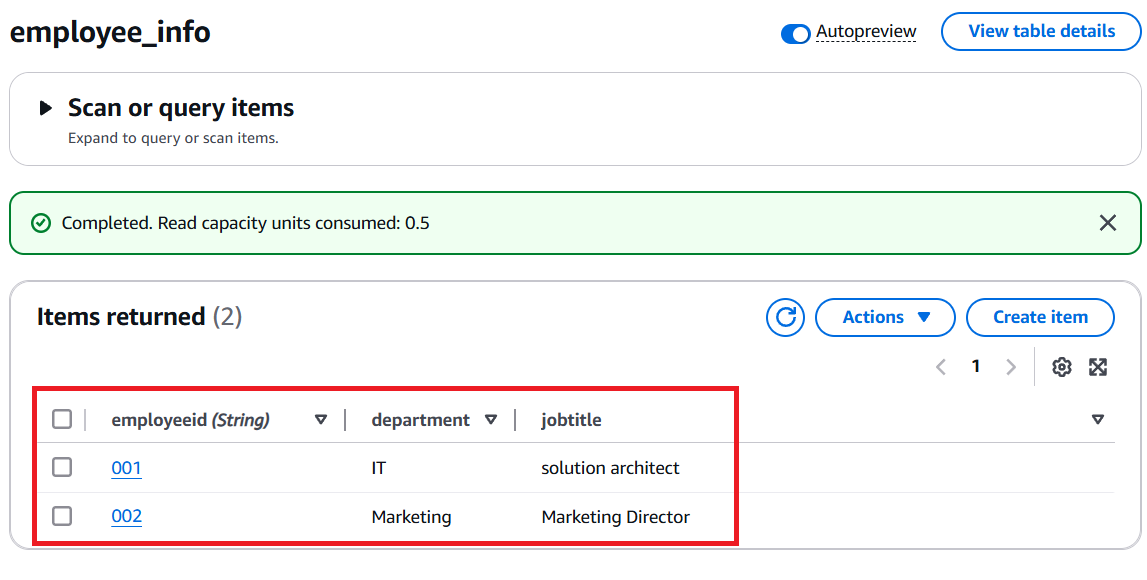 employee_info
Autopreview
View table details
Scan or query items
Expand to query or scan items.
Completed. Read capacity units consumed: 0.5
Items returned (2)
Actions
Create item
1
employeeid (String) department jobtitle
001 IT solution architect
002 Marketing Marketing Director